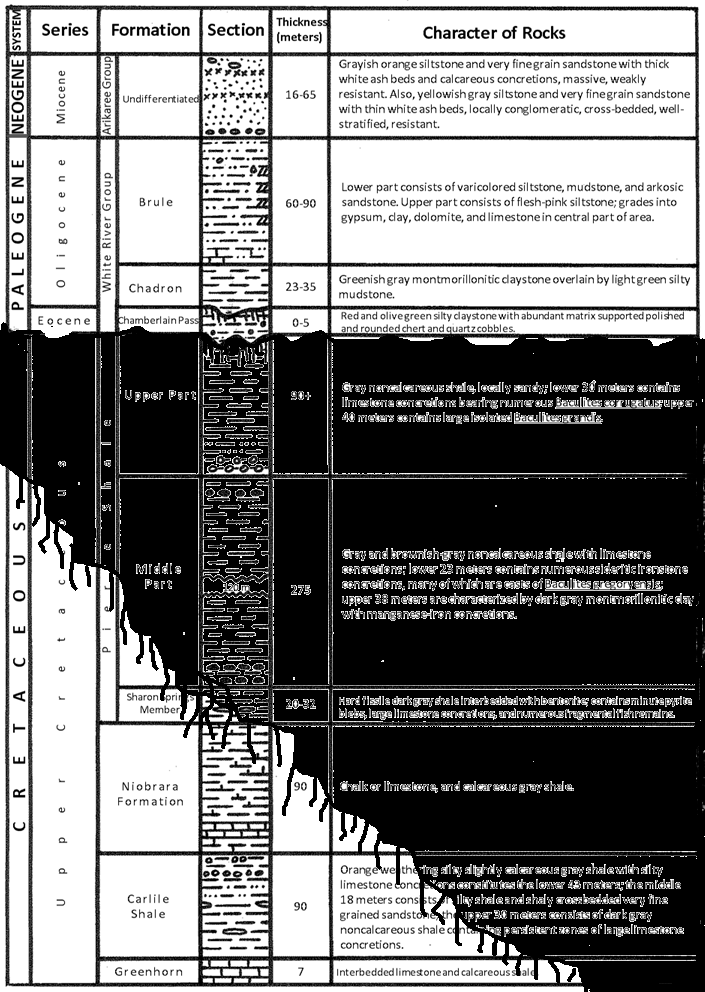 SYSTEM Series Formation Section Thickness (meters) Character of Rocks
NEOGENE Miocene Arikaree Group Undifferentiated 16-65
Grayish orange siltstone and very fine grain sandstone with thick
white ash beds and calcareous concretions, massive, weakly
resistant. Also, yellowish gray siltstone and very fine grain sandstone
with thin white ash beds, locally conglomeratic, cross-bedded, well-
stratified, resistant.
PALEOGENE Oligocene White River Group Brule 60-90
Lower part consists of varicolored siltstone, mudstone, and arkosic
sandstone. Upper part consists of flesh-pink siltstone; grades into
gypsum, clay, dolomite, and limestone in central part of area.
Chadron 23-35
Greenish gray montmorillonitic claystone overlain by light green silty
mudstone.
Eocene Chamberlain Pass 0-5
Red and olive green silty claystone with abundant matrix supported polished
and rounded chert and quartz cobbles.
CRETACEOUS Upper Cretaceous
Upper Part 90+
Gray noncalcareous shale, locally sandy; lower 36 meters contains
limestone concretions bearing numerous Baculites upper
40 meters contains large isolated Baculites grandis.
Middle
Part 275
Gray and brownish-gray noncalcareous shale with limestone
concretions; lower 23 meters contains numerous sideritic ironstone
concretions, many of which are casts of Baculites gregoryensis;
upper 38 meters are characterized by dark gray montmorillonitic clay
with manganese-iron concretions.
Sharon Springs
Member 20-32
Hard fissile dark gray shale interbedded with bentonite; contains minute pyrite
blebs, large limestone concretions, and numerous fragmental fish remains.
Niobrara
Formation 90
Chalk or limestone, and calcareous gray shale.
Carlile
Shale 90
Orange weathering silty slightly calcareous gray shale with silty
limestone concretions constitutes the lower 43 meters; the middle
18 meters consists of silty shale and shaly crossbedded very fine
grained sandstone; the upper 30 meters consists of dark gray
noncalcareous shale containing persistent zones of large limestone
concretions.
Greenhorn 7
Interbedded limestone and calcareous shale